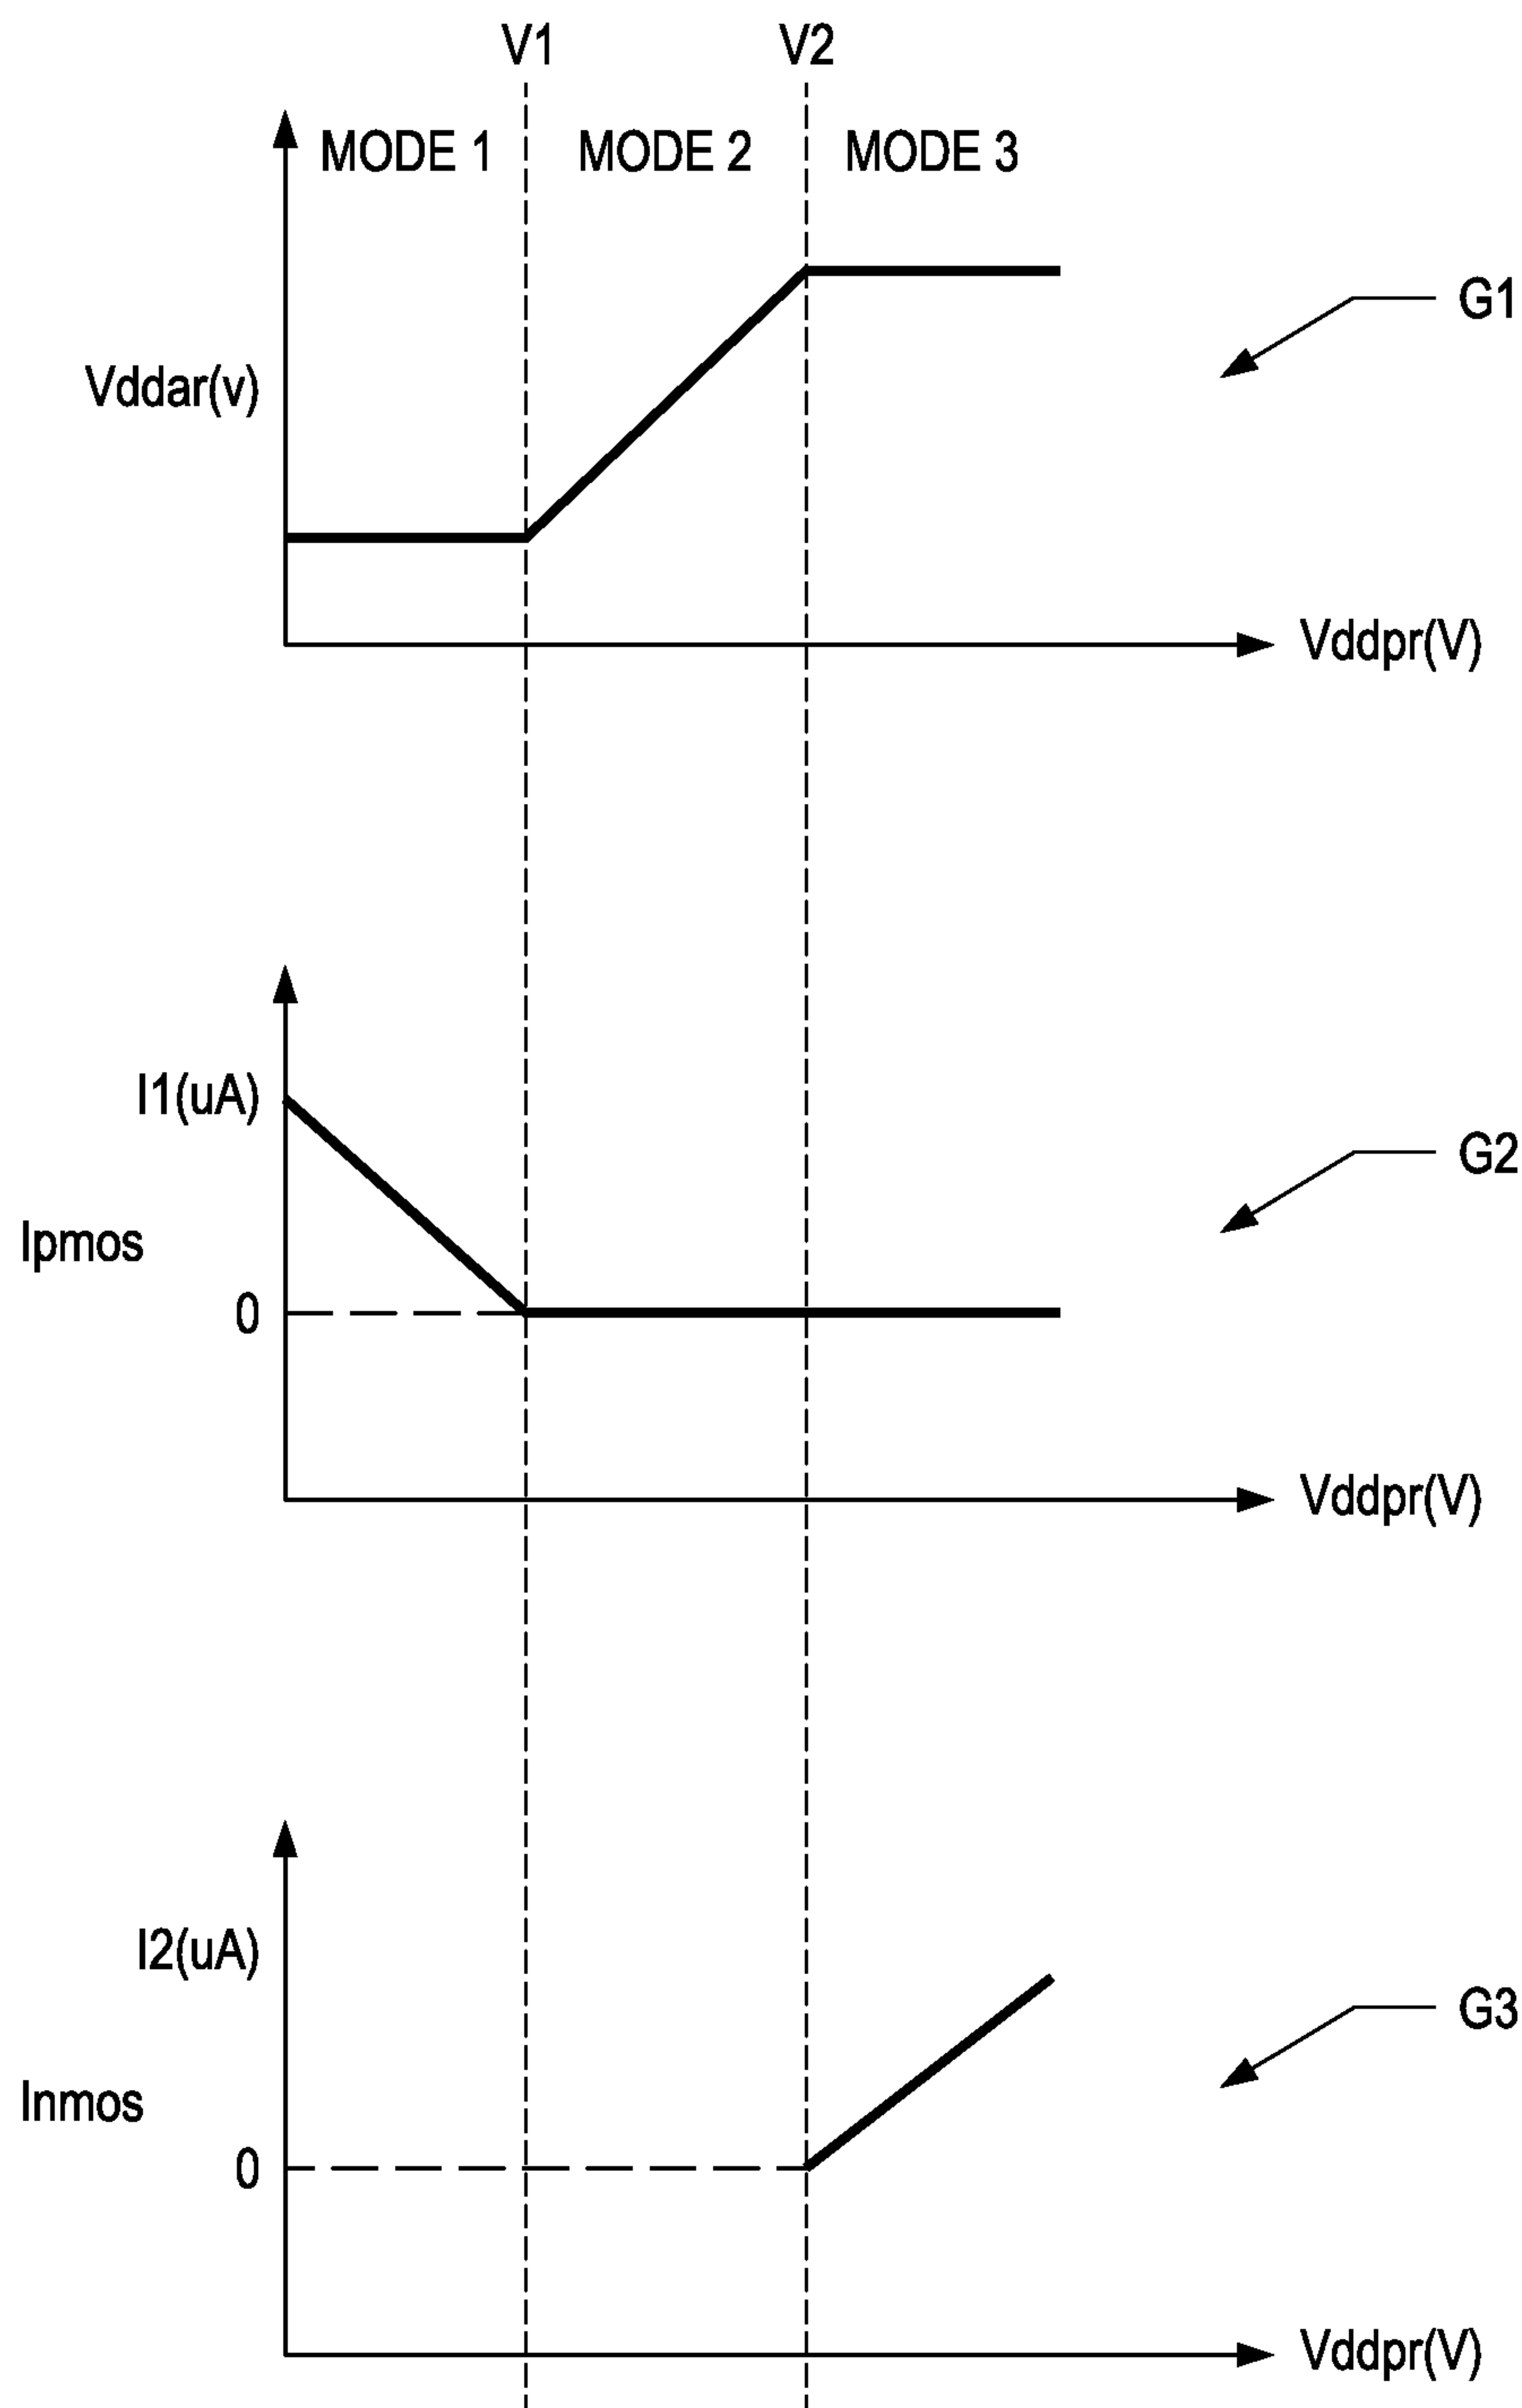 V1 V2
MODE 1 MODE 2 MODE 3
G1
Vddar(v)
Vddpr(V)
I1(uA)
G2
Ipmos
0
Vddpr(V)
I2(uA)
G3
Inmos
0
Vddpr(V)